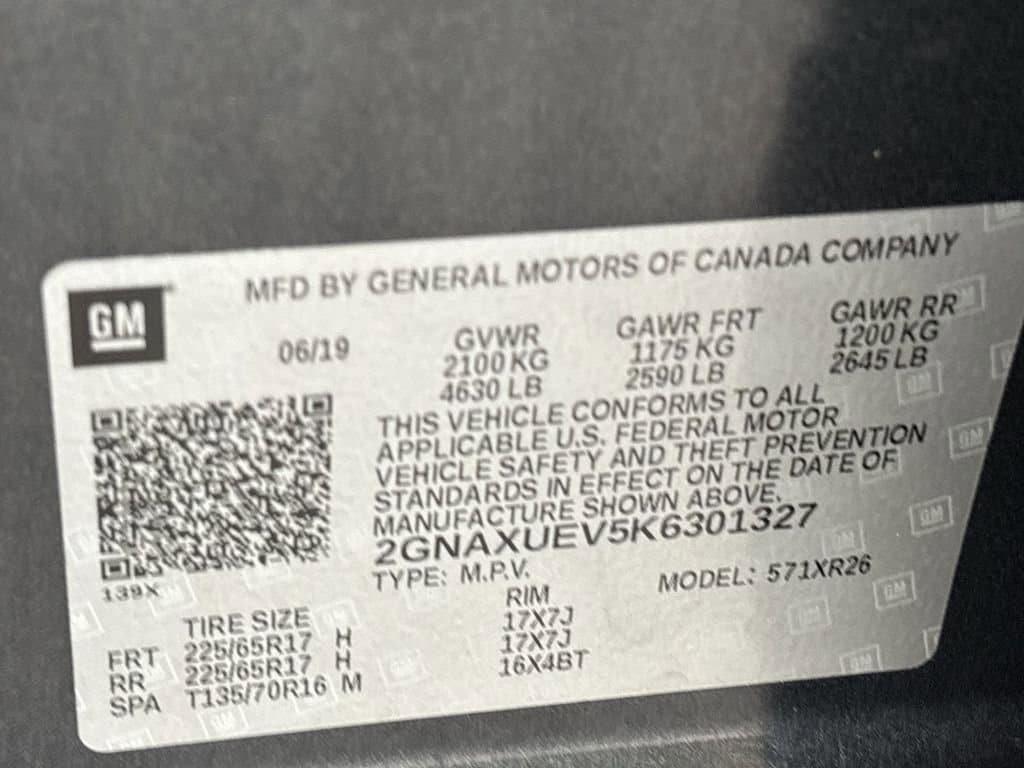 GM
MFD BY GENERAL MOTORS OF CANADA COMPANY
06/19
GVWR
2100 KG
4630 LB
GAWR FRT
1175 KG
2590 LB
GAWR RR
1200 KG
2645 LB
THIS VEHICLE CONFORMS TO ALL
APPLICABLE U.S. FEDERAL MOTOR
VEHICLE SAFETY AND THEFT PREVENTION
STANDARDS IN EFFECT ON THE DATE OF
MANUFACTURE SHOWN ABOVE.
2GNAXUEV5K6301327
TYPE: M.P.V. MODEL: 571XR26
139X
TIRE SIZE RIM
FRT 225/65R17 H 17X7J
RR 225/65R17 H 17X7J
SPA T135/70R16 M 16X4BT